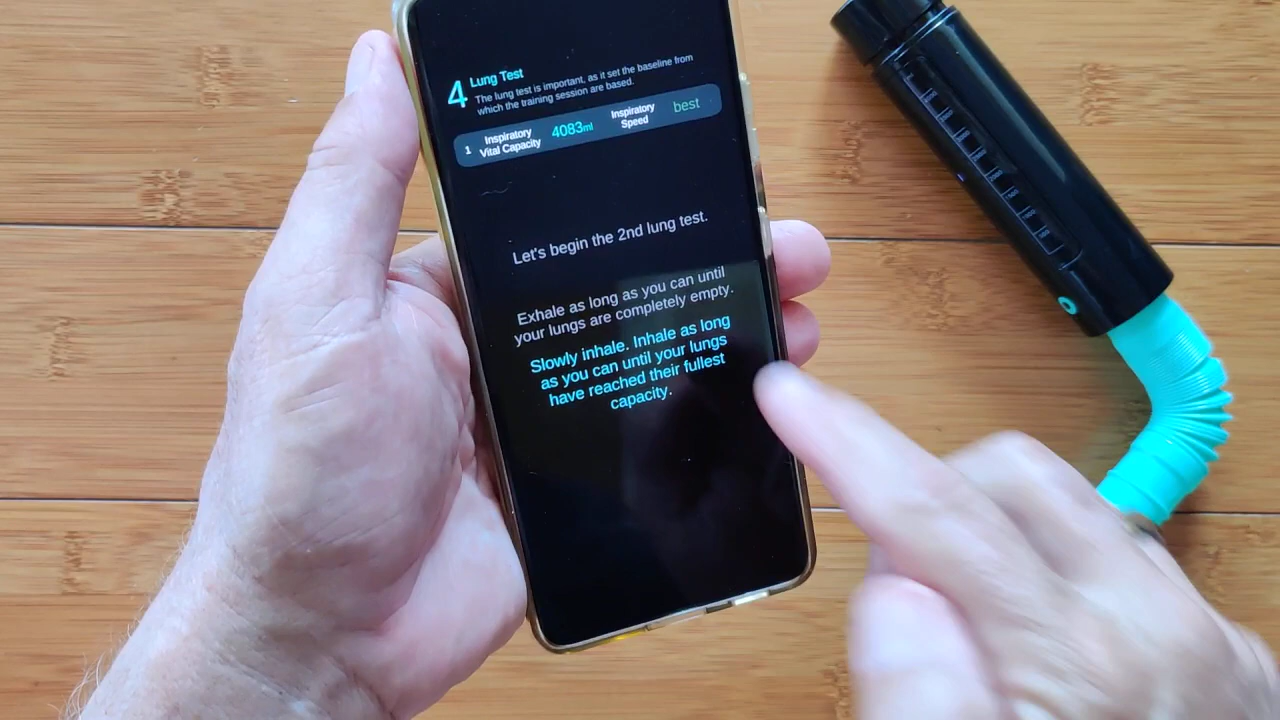 4 Lung Test
The lung test is important, as it set the baseline from
which the training session are based.
1 Inspiratory Vital Capacity 4083ml Inspiratory Speed best
Let's begin the 2nd lung test.
Exhale as long as you can until
your lungs are completely empty.
Slowly inhale. Inhale as long
as you can until your lungs
have reached their fullest
capacity.